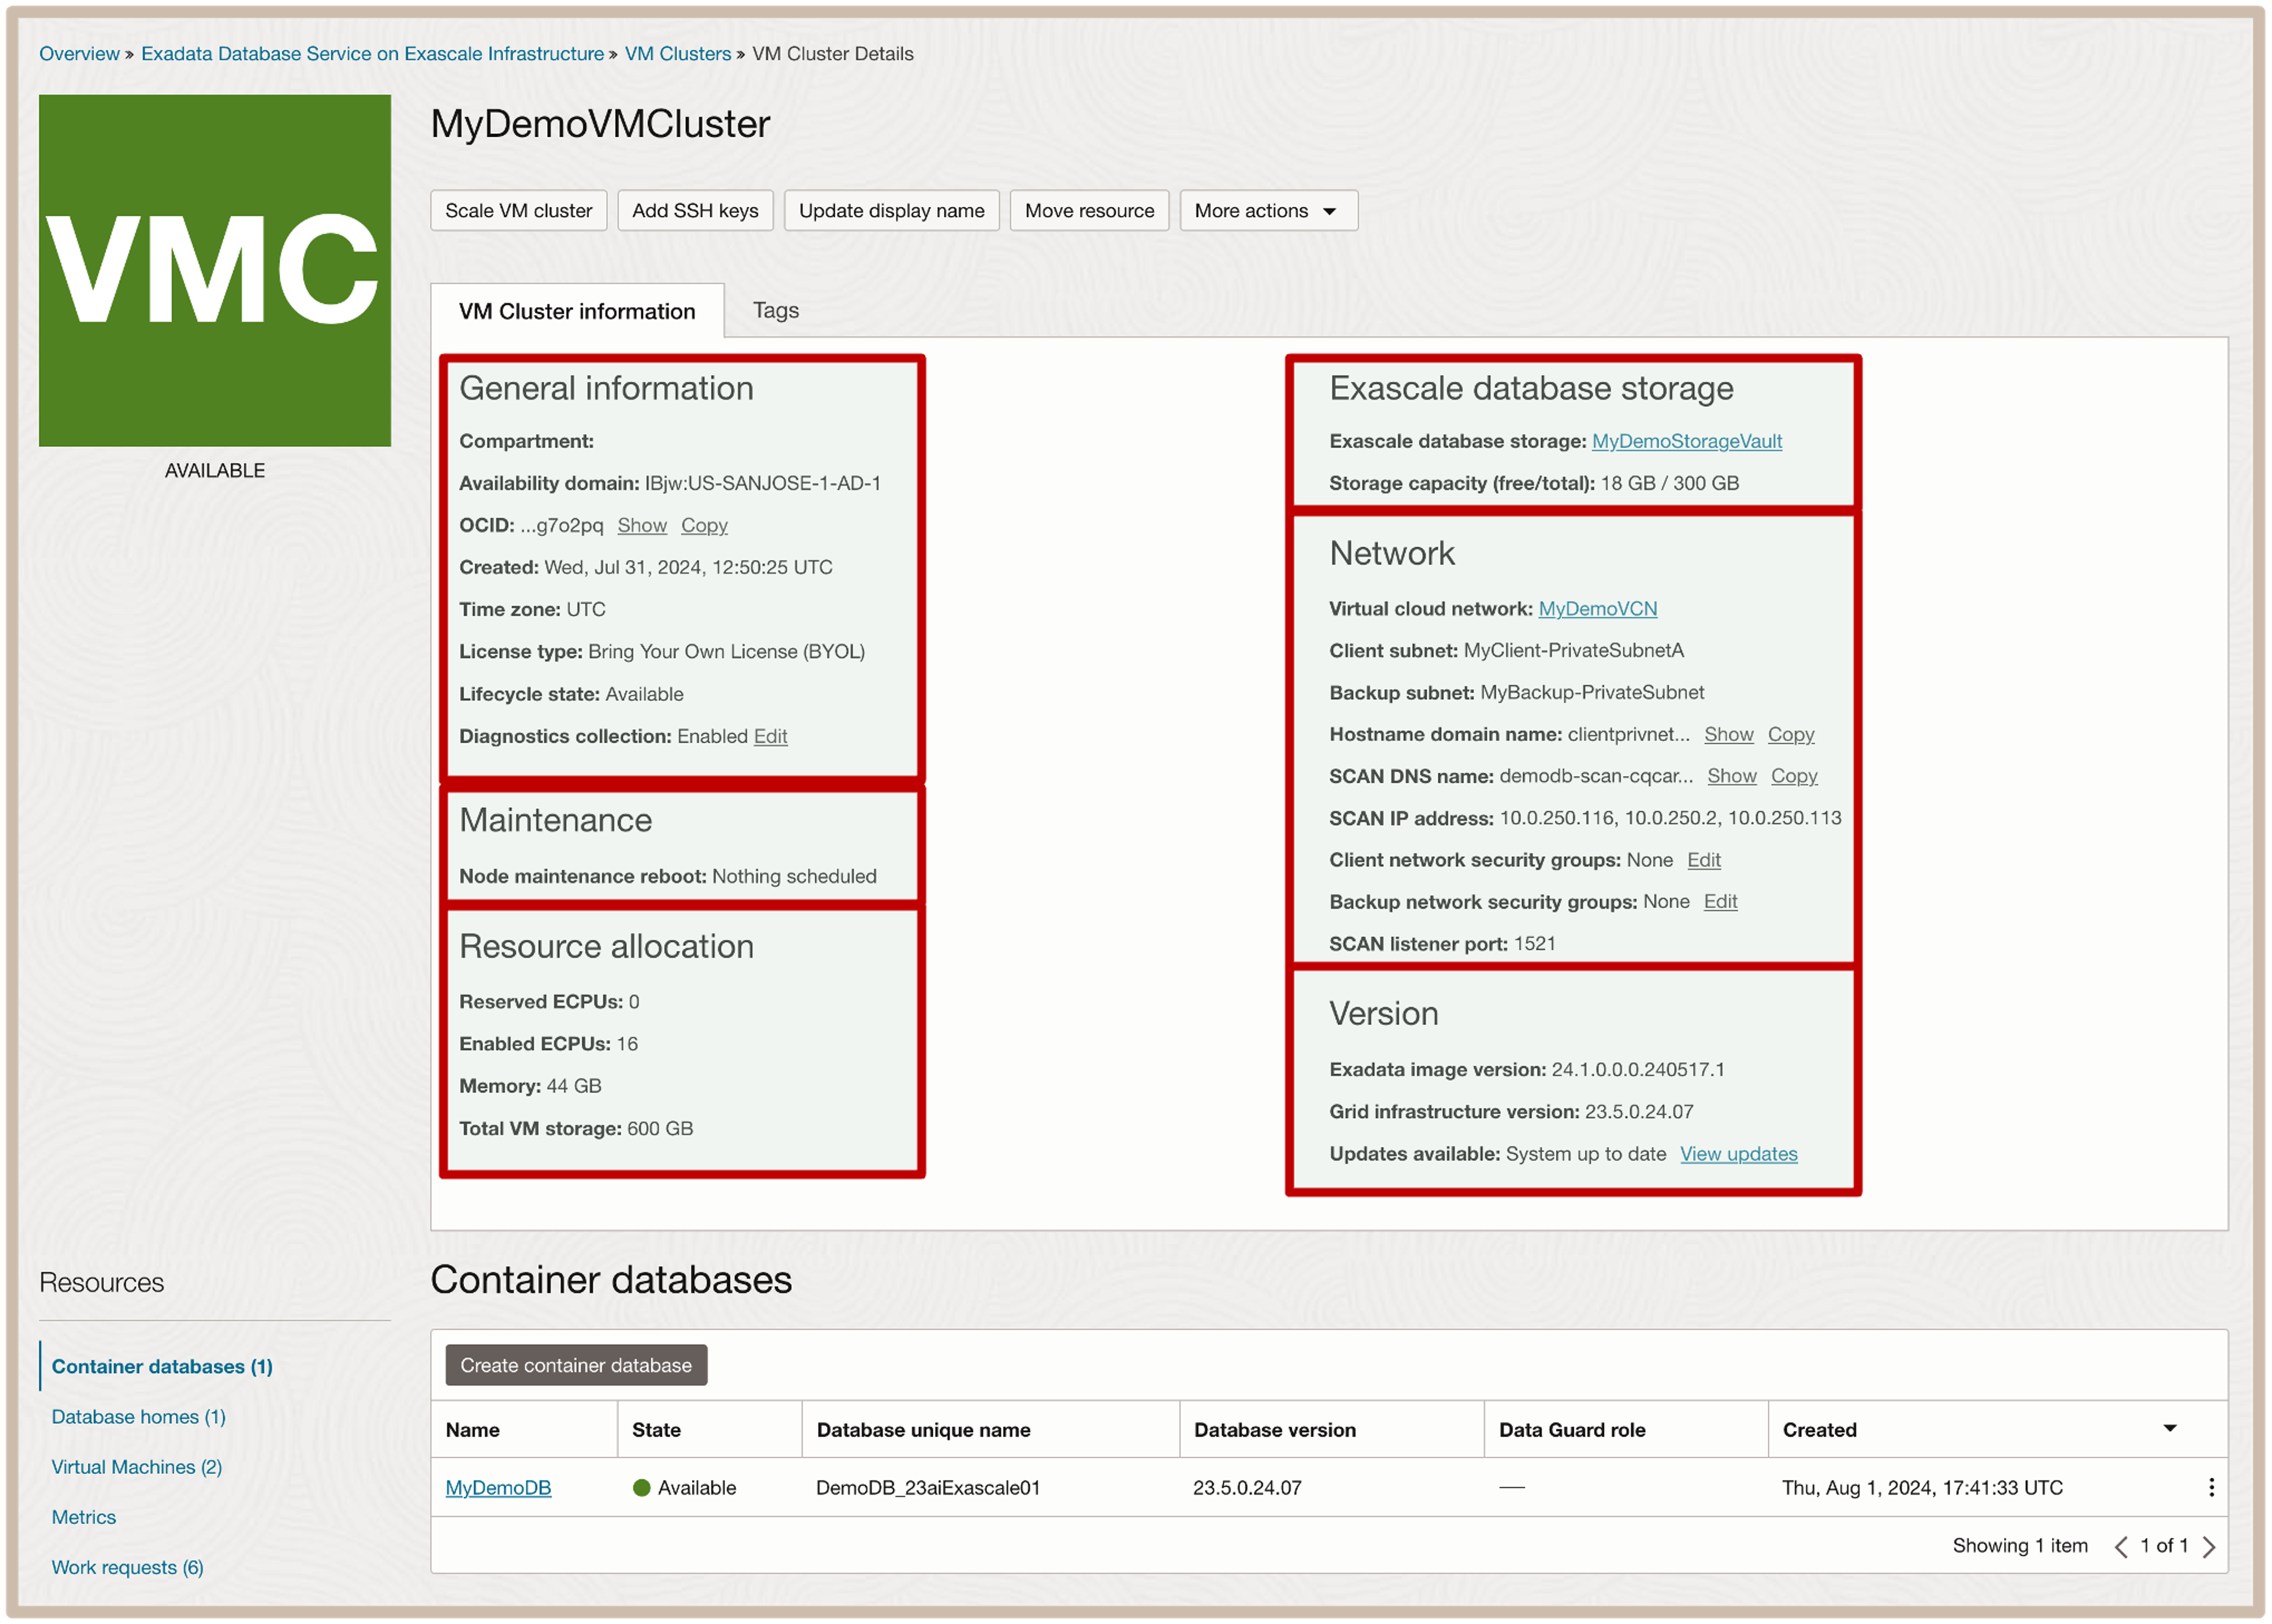 Overview » Exadata Database Service on Exascale Infrastructure » VM Clusters » VM Cluster Details
VMC
AVAILABLE
MyDemoVMCluster
Scale VM cluster
Add SSH keys
Update display name
Move resource
More actions
VM Cluster information
Tags
General information
Compartment:
Availability domain: IBjw:US-SANJOSE-1-AD-1
OCID: ...g7o2pq Show Copy
Created: Wed, Jul 31, 2024, 12:50:25 UTC
Time zone: UTC
License type: Bring Your Own License (BYOL)
Lifecycle state: Available
Diagnostics collection: Enabled Edit
Maintenance
Node maintenance reboot: Nothing scheduled
Resource allocation
Reserved ECPUs: 0
Enabled ECPUs: 16
Memory: 44 GB
Total VM storage: 600 GB
Exascale database storage
Exascale database storage: MyDemoStorageVault
Storage capacity (free/total): 18 GB / 300 GB
Network
Virtual cloud network: MyDemoVCN
Client subnet: MyClient-PrivateSubnetA
Backup subnet: MyBackup-PrivateSubnet
Hostname domain name: clientprivnet... Show Copy
SCAN DNS name: demodb-scan-cqcar... Show Copy
SCAN IP address: 10.0.250.116, 10.0.250.2, 10.0.250.113
Client network security groups: None Edit
Backup network security groups: None Edit
SCAN listener port: 1521
Version
Exadata image version: 24.1.0.0.0.240517.1
Grid infrastructure version: 23.5.0.24.07
Updates available: System up to date View updates
Resources
Container databases (1)
Database homes (1)
Virtual Machines (2)
Metrics
Work requests (6)
Container databases
Create container database
Name State Database unique name Database version Data Guard role Created
MyDemoDB Available DemoDB_23aiExascale01 23.5.0.24.07 — Thu, Aug 1, 2024, 17:41:33 UTC
Showing 1 item < 1 of 1 >